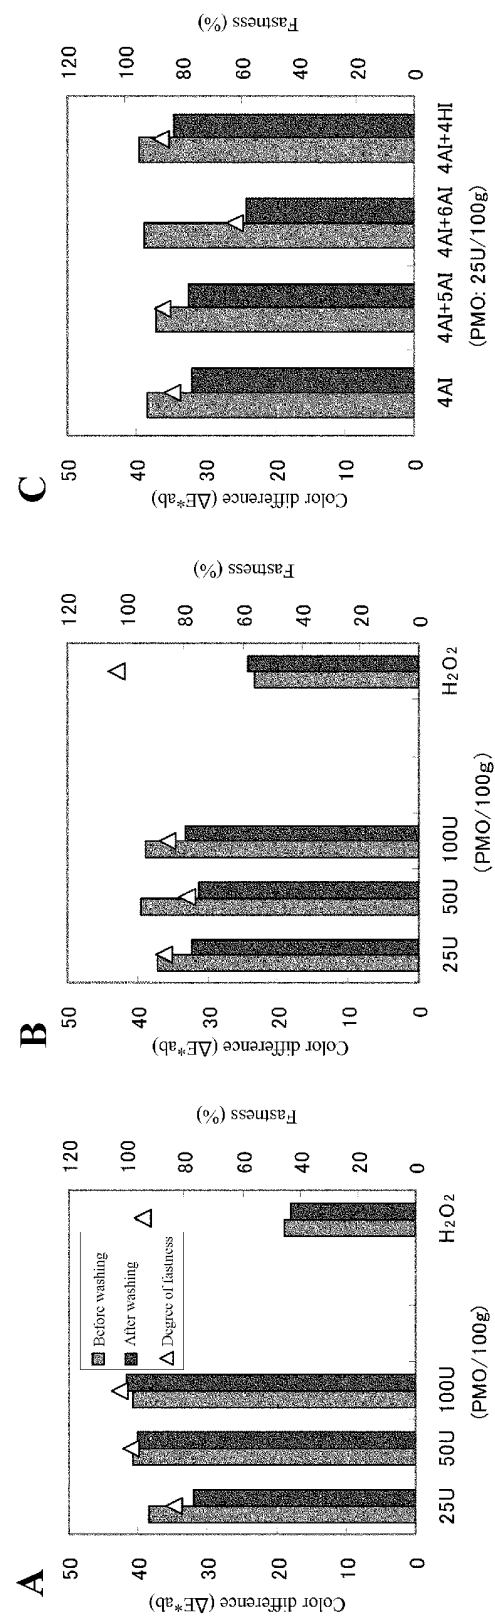 A
Color difference (ΔE*ab)
50
40
30
20
10
0
Before washing
After washing
Degree of fastness
120
100
80
60
40
20
0
Fastness (%)
25U 50U 100U H₂O₂
(PMO/100g)
B
Color difference (ΔE*ab)
50
40
30
20
10
0
120
100
80
60
40
20
0
Fastness (%)
25U 50U 100U H₂O₂
(PMO/100g)
C
Color difference (ΔE*ab)
50
40
30
20
10
0
120
100
80
60
40
20
0
Fastness (%)
4AI 4AI+5AI 4AI+6AI 4AI+4HI
(PMO: 25U/100g)